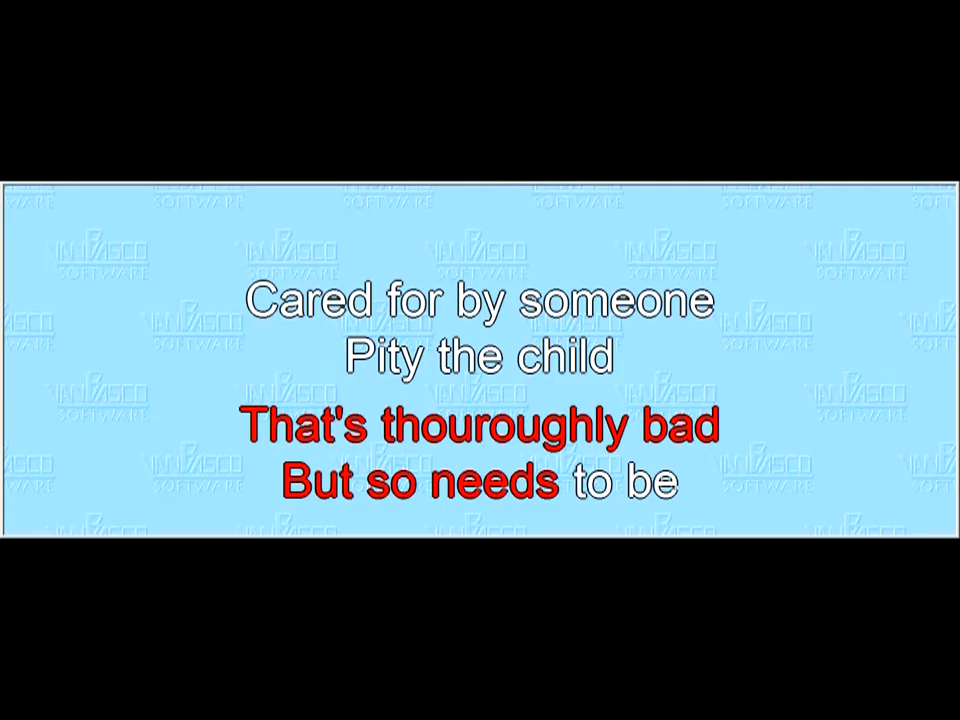 Cared for by someone
Pity the child
That's thouroughly bad
But so needs to be